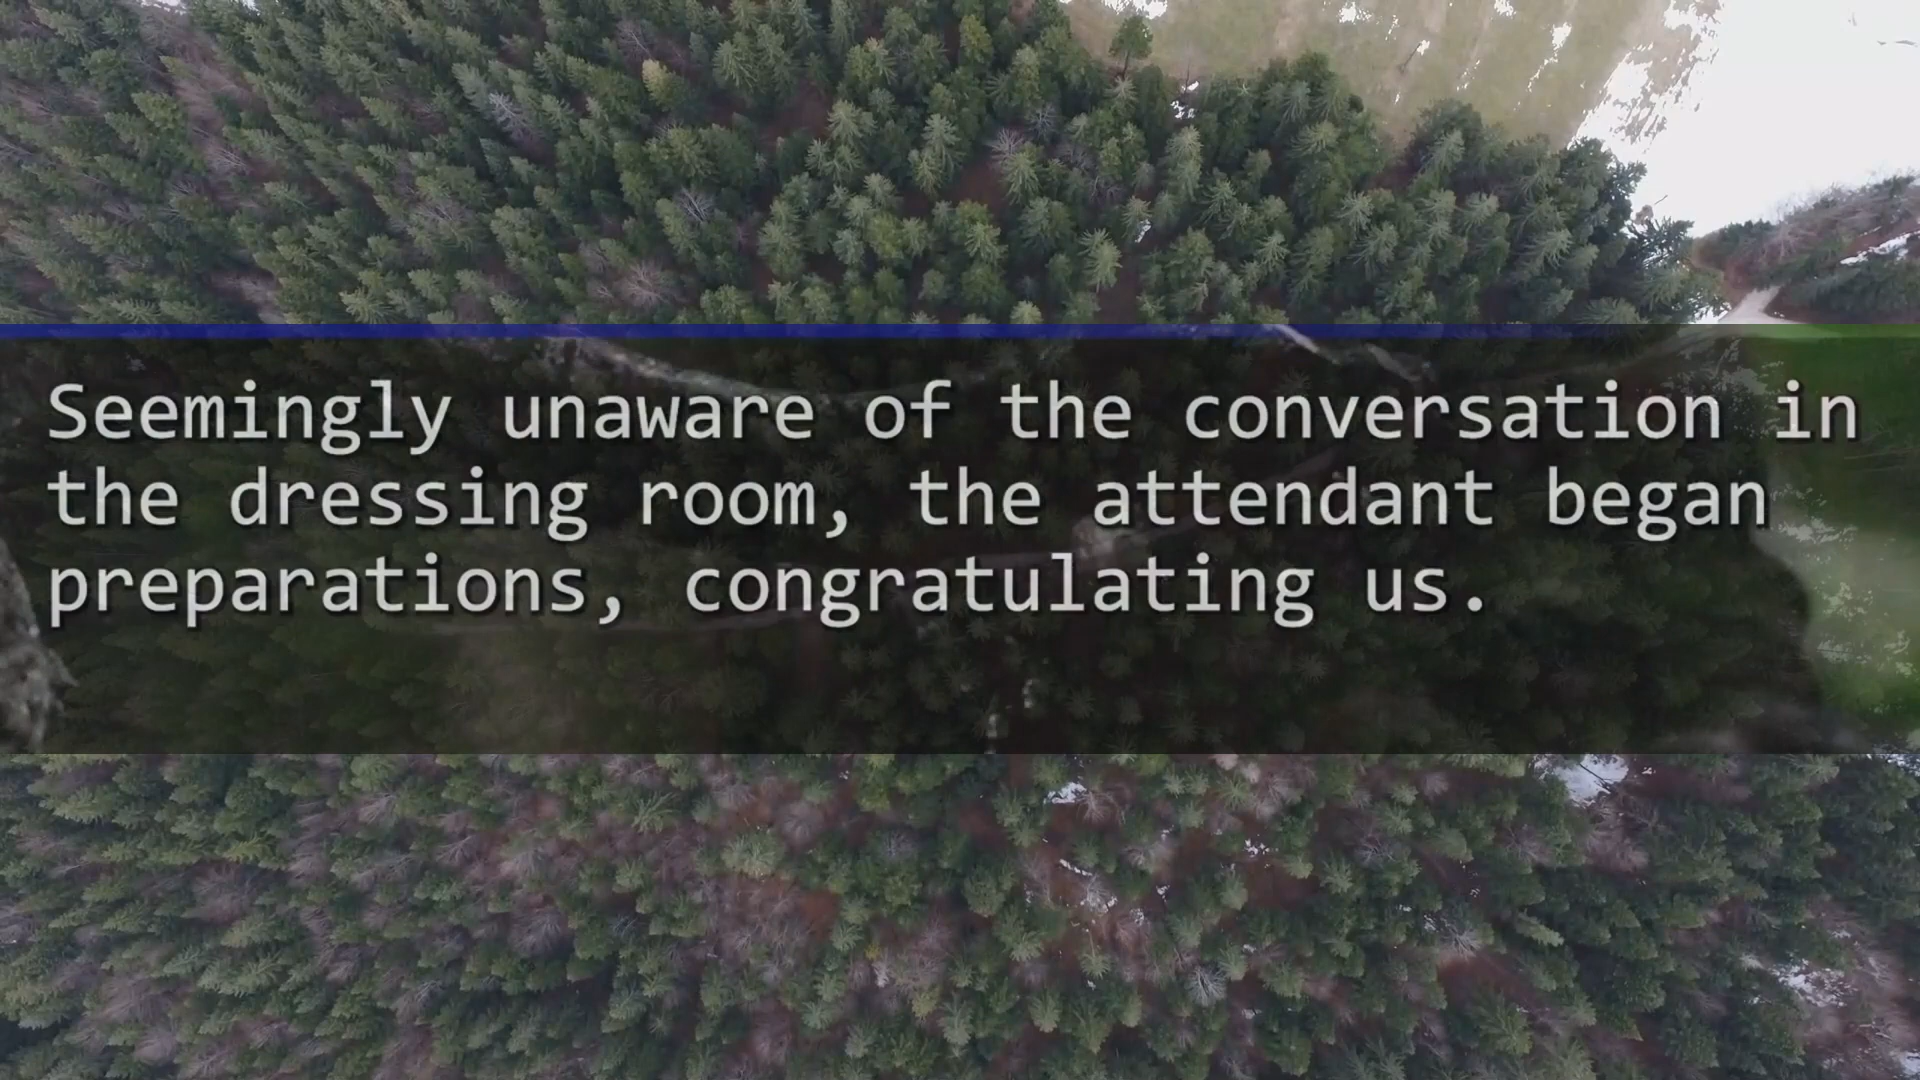 Seemingly unaware of the conversation in
the dressing room, the attendant began
preparations, congratulating us.